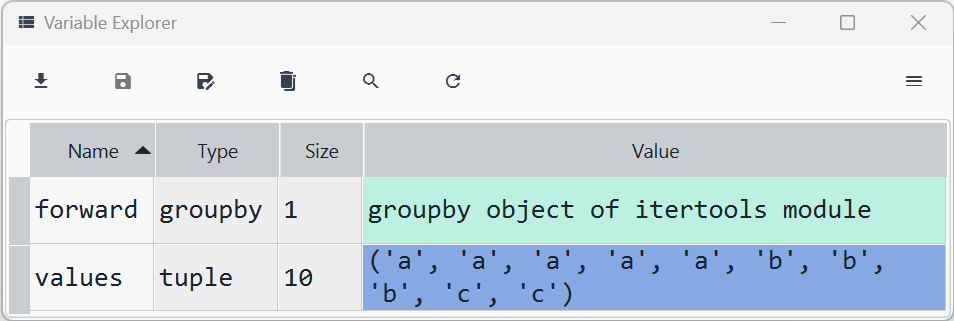 Variable Explorer
Name Type Size Value
forward groupby 1 groupby object of itertools module
values tuple 10 ('a', 'a', 'a', 'a', 'a', 'b', 'b',
'b', 'c', 'c')